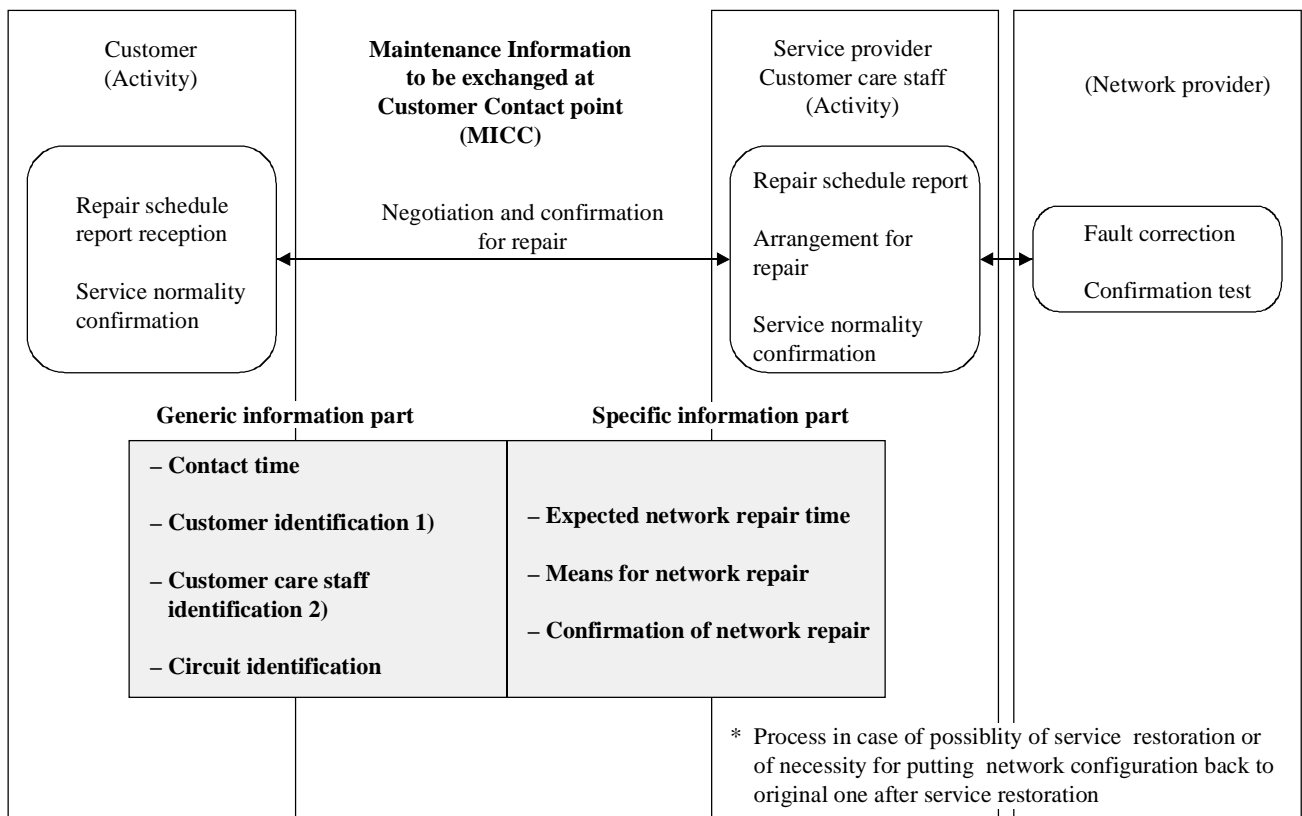 Customer
(Activity)
Maintenance Information
to be exchanged at
Customer Contact point
(MICC)
Service provider
Customer care staff
(Activity)
(Network provider)
Repair schedule
report reception
Service normality
confirmation
Negotiation and confirmation
for repair
Repair schedule report
Arrangement for
repair
Service normality
confirmation
Fault correction
Confirmation test
Generic information part
– Contact time
– Customer identification 1)
– Customer care staff
identification 2)
– Circuit identification
Specific information part
– Expected network repair time
– Means for network repair
– Confirmation of network repair
* Process in case of possiblity of service restoration or
of necessity for putting network configuration back to
original one after service restoration